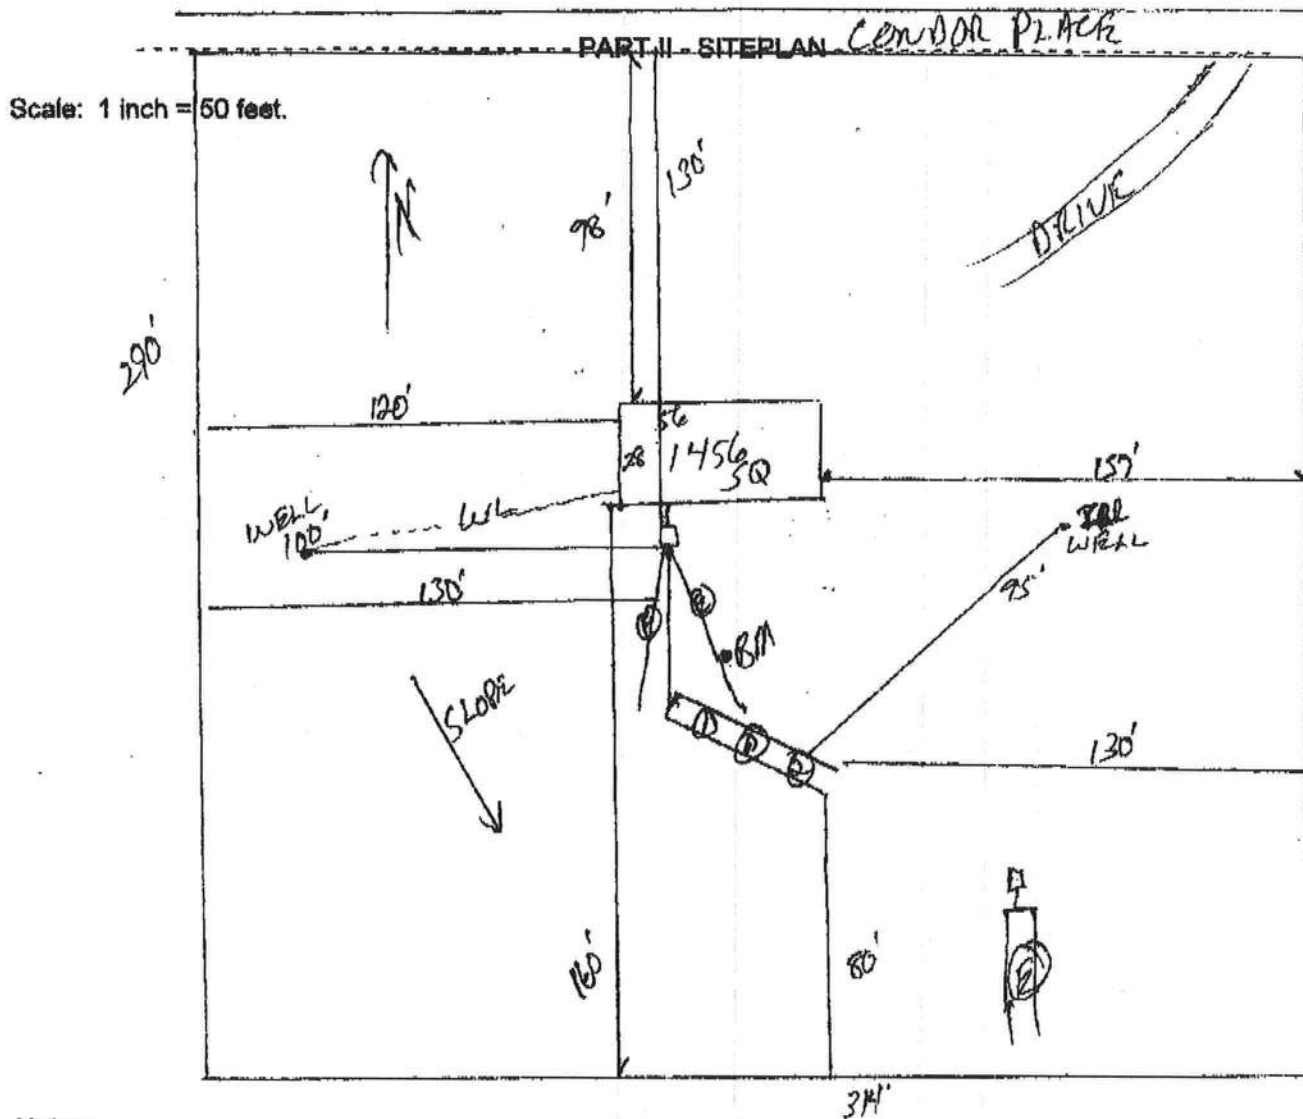 PART II - SITEPLAN CONDOR PLACE
Scale: 1 inch = 50 feet.
N
98'
130'
DRIVE
290'
120'
56
28
1456
SQ
157'
WELL
100'
WL
WELL
95'
130'
BM
SLOPE
130'
160'
80'
314'